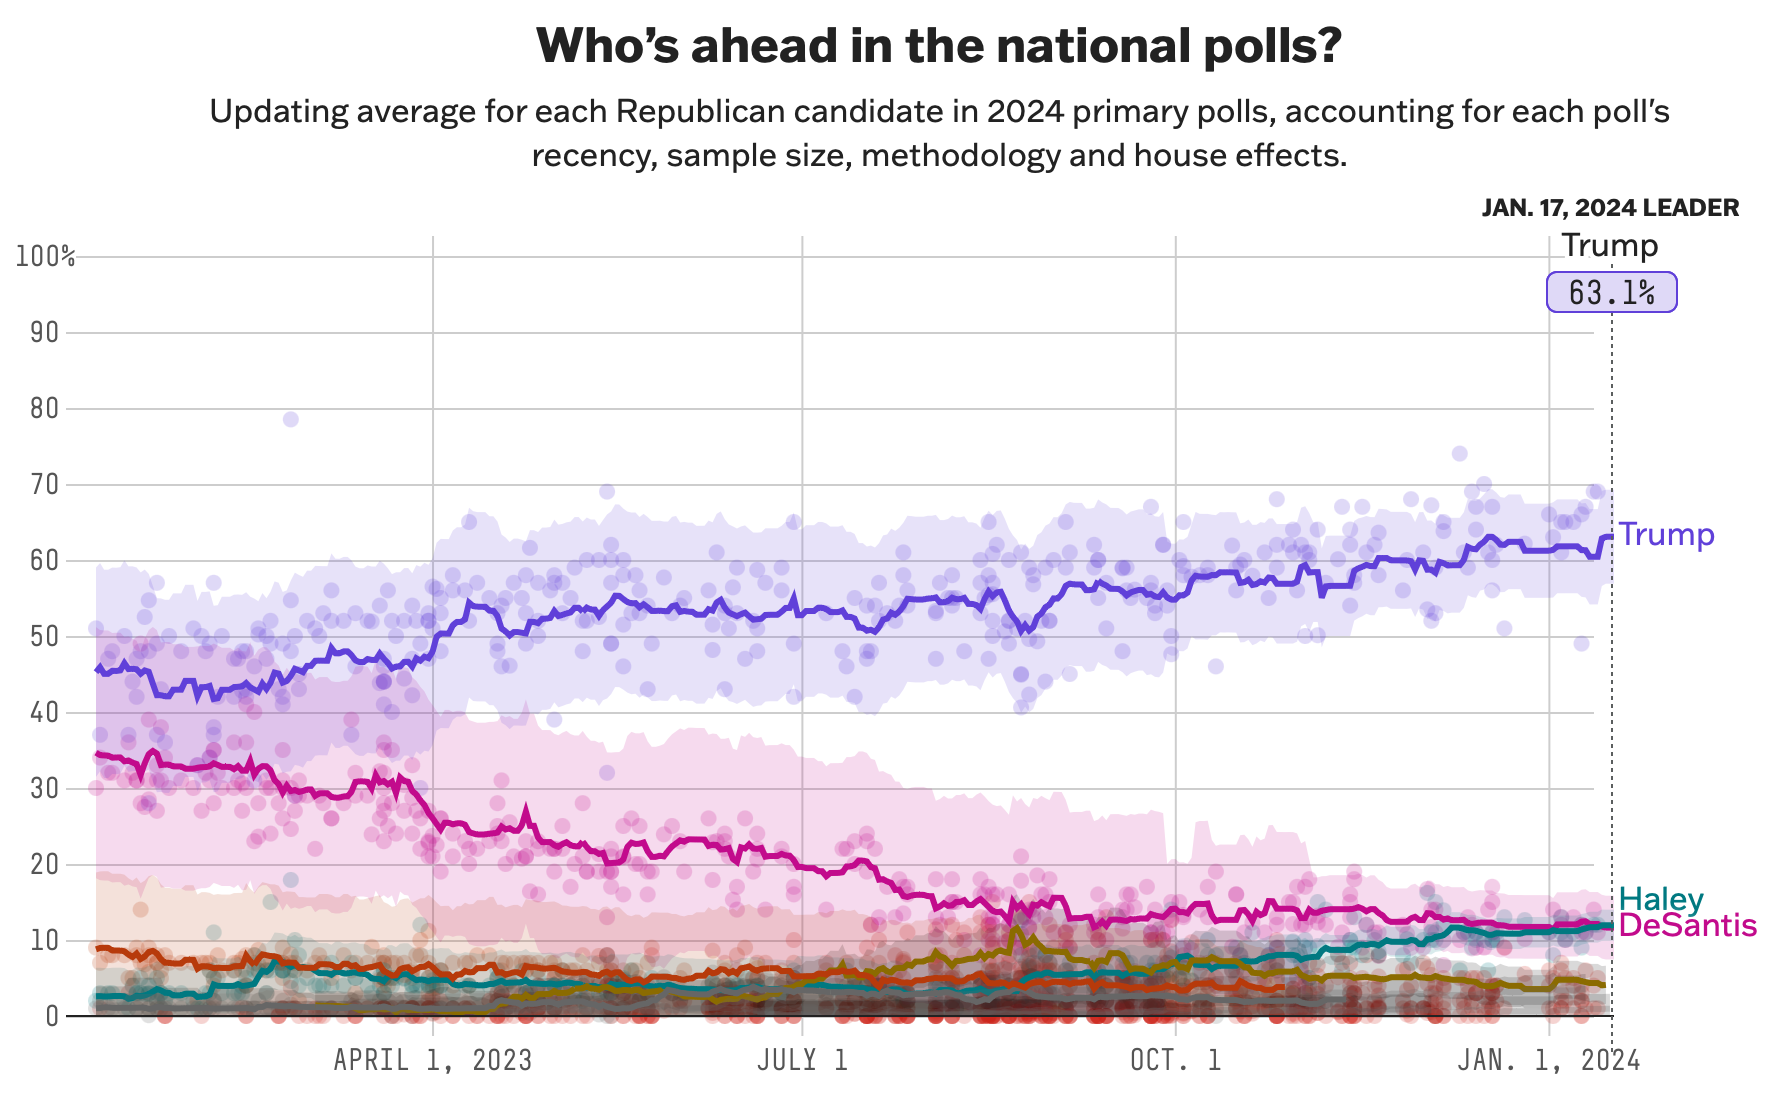 Who's ahead in the national polls?
Updating average for each Republican candidate in 2024 primary polls, accounting for each poll's
recency, sample size, methodology and house effects.
JAN. 17, 2024 LEADER
Trump
63.1%
100%
90
80
70
60
50
40
30
20
10
0
Trump
Haley
DeSantis
APRIL 1, 2023
JULY 1
OCT. 1
JAN. 1, 2024